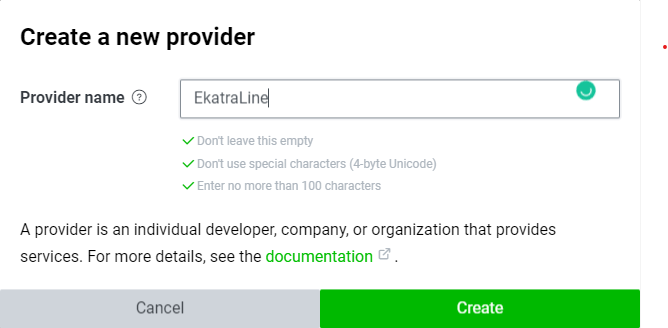 Create a new provider
Provider name ?
EkatraLine
Don't leave this empty
Don't use special characters (4-byte Unicode)
Enter no more than 100 characters
A provider is an individual developer, company, or organization that provides
services. For more details, see the documentation .
Cancel
Create